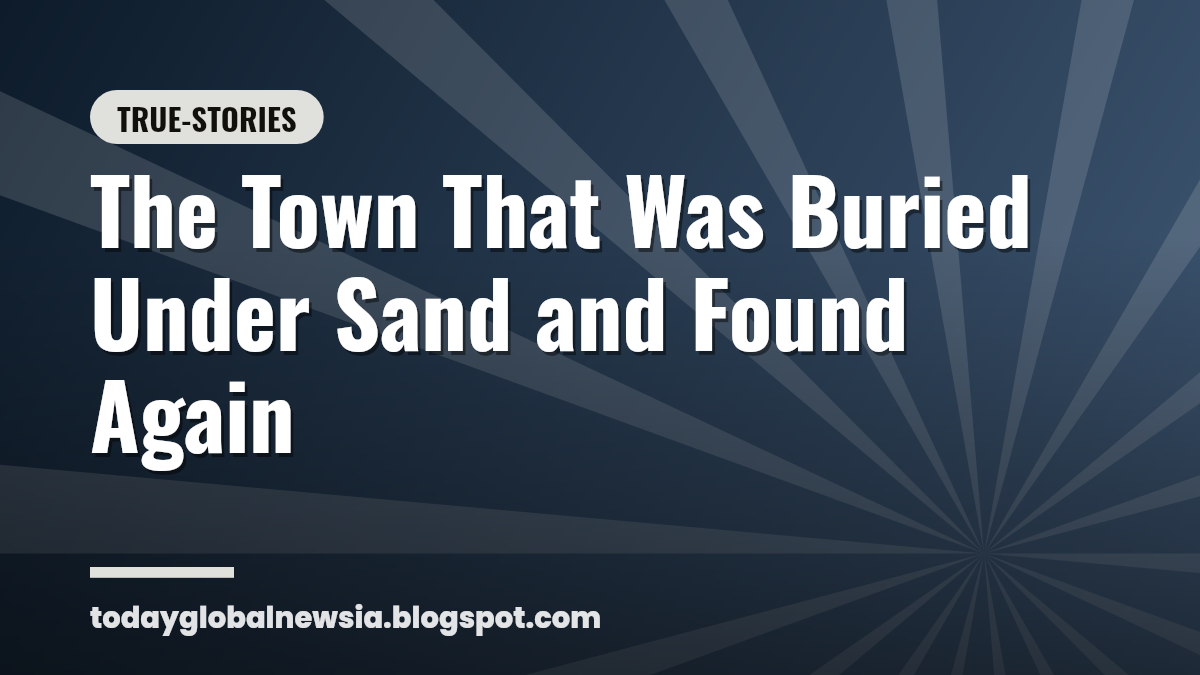 TRUE-STORIES
The Town That Was Buried
Under Sand and Found
Again
todayglobalnewsia.blogspot.com